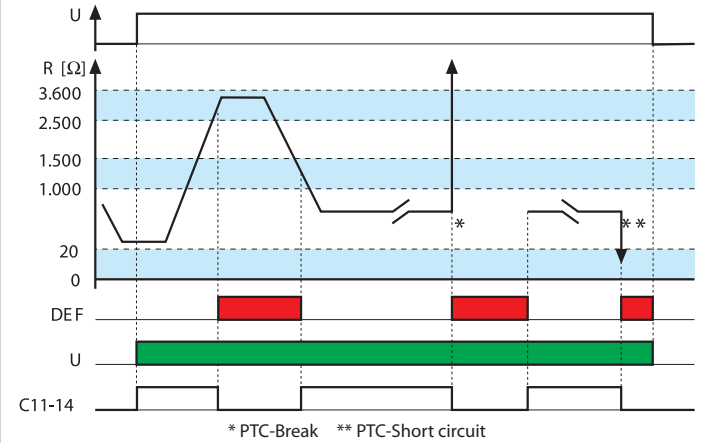 U
R [Ω]
3.600
2.500
1.500
1.000
*
* *
20
0
DEF
U
C11-14
* PTC-Break ** PTC-Short circuit